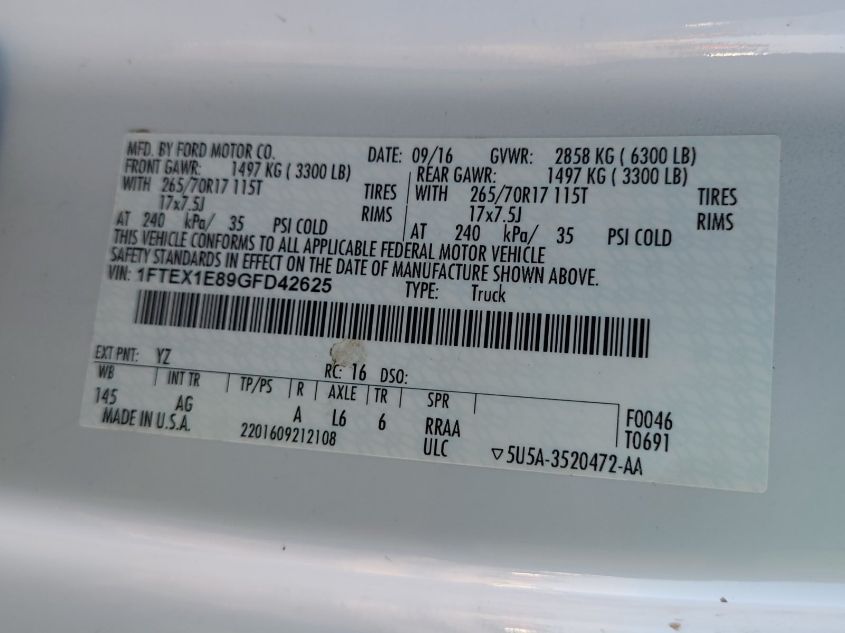 MFD. BY FORD MOTOR CO. DATE: 09/16 GVWR: 2858 KG ( 6300 LB)
FRONT GAWR: 1497 KG ( 3300 LB) REAR GAWR: 1497 KG ( 3300 LB)
WITH 265/70R17 115T TIRES WITH 265/70R17 115T TIRES
17x7.5J RIMS 17x7.5J RIMS
AT 240 kPa/ 35 PSI COLD AT 240 kPa/ 35 PSI COLD
THIS VEHICLE CONFORMS TO ALL APPLICABLE FEDERAL MOTOR VEHICLE
SAFETY STANDARDS IN EFFECT ON THE DATE OF MANUFACTURE SHOWN ABOVE.
VIN: 1FTEX1E89GFD42625 TYPE: Truck
EXT PNT: YZ RC: 16 DSO:
WB INT TR TP/PS R AXLE TR SPR
145 AG A L6 6 RRAA F0046
MADE IN U.S.A. 2201609212108 ULC T0691
▽5U5A-3520472-AA